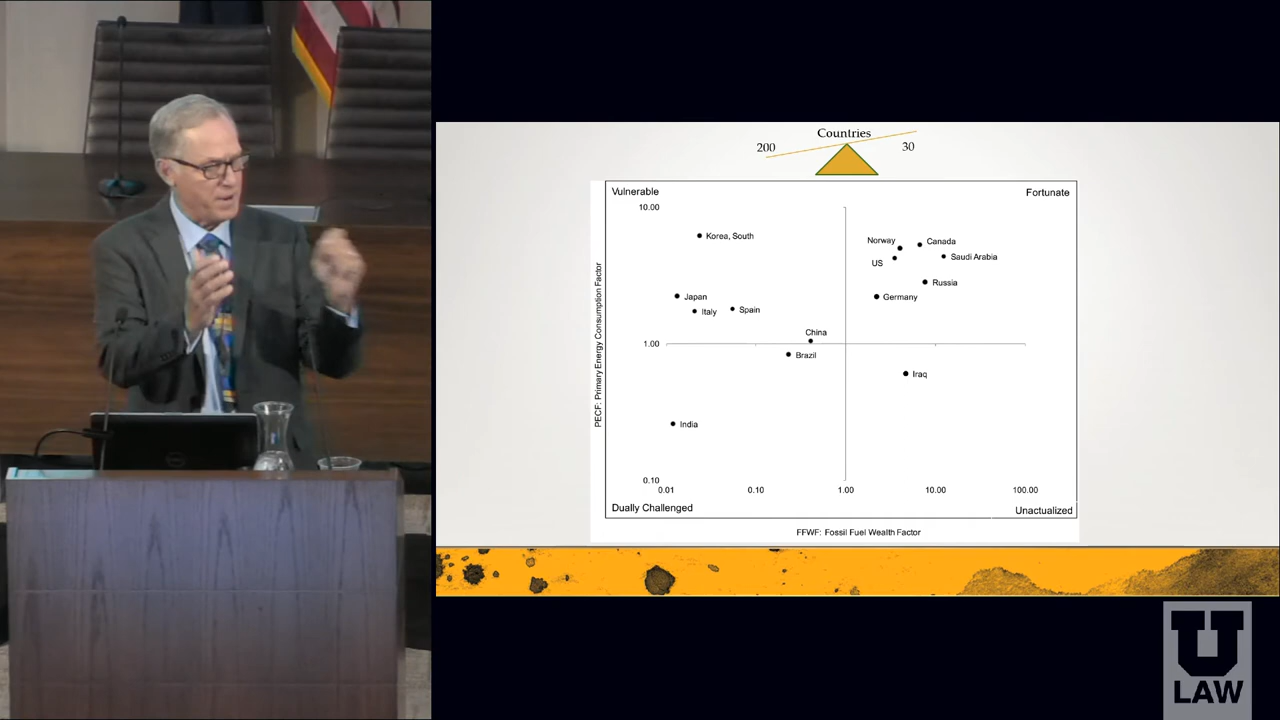 Countries
200
30
Vulnerable
Fortunate
10.00
Korea, South
Norway
Canada
US
Saudi Arabia
Russia
Japan
Germany
Italy
Spain
China
1.00
Brazil
Iraq
India
0.10
0.01
0.10
1.00
10.00
100.00
Dually Challenged
Unactualized
PECF: Primary Energy Consumption Factor
FFWF: Fossil Fuel Wealth Factor
U
LAW